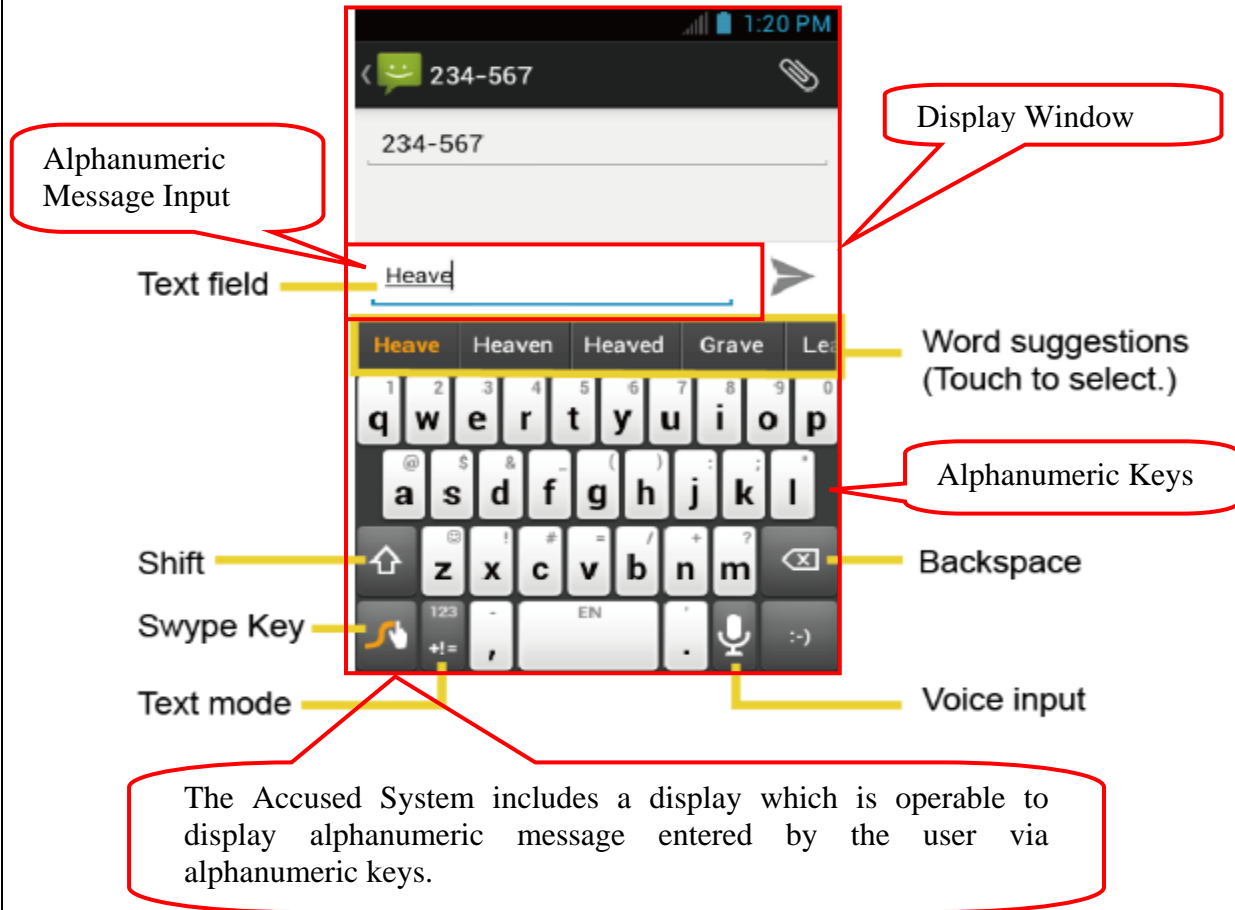 1:20 PM
234-567
234-567
Display Window
Alphanumeric
Message Input
Text field
Heave
Heave Heaven Heaved Grave Lea
Word suggestions
(Touch to select.)
1 2 3 4 5 6 7 8 9 0
q w e r t y u i o p
@ $ & _ ( ) : ; *
a s d f g h j k l
Alphanumeric Keys
Shift
! # = / + ?
z x c v b n m
Backspace
Swype Key
123 - EN '
+!= , . :-)
Text mode
Voice input
The Accused System includes a display which is operable to
display alphanumeric message entered by the user via
alphanumeric keys.